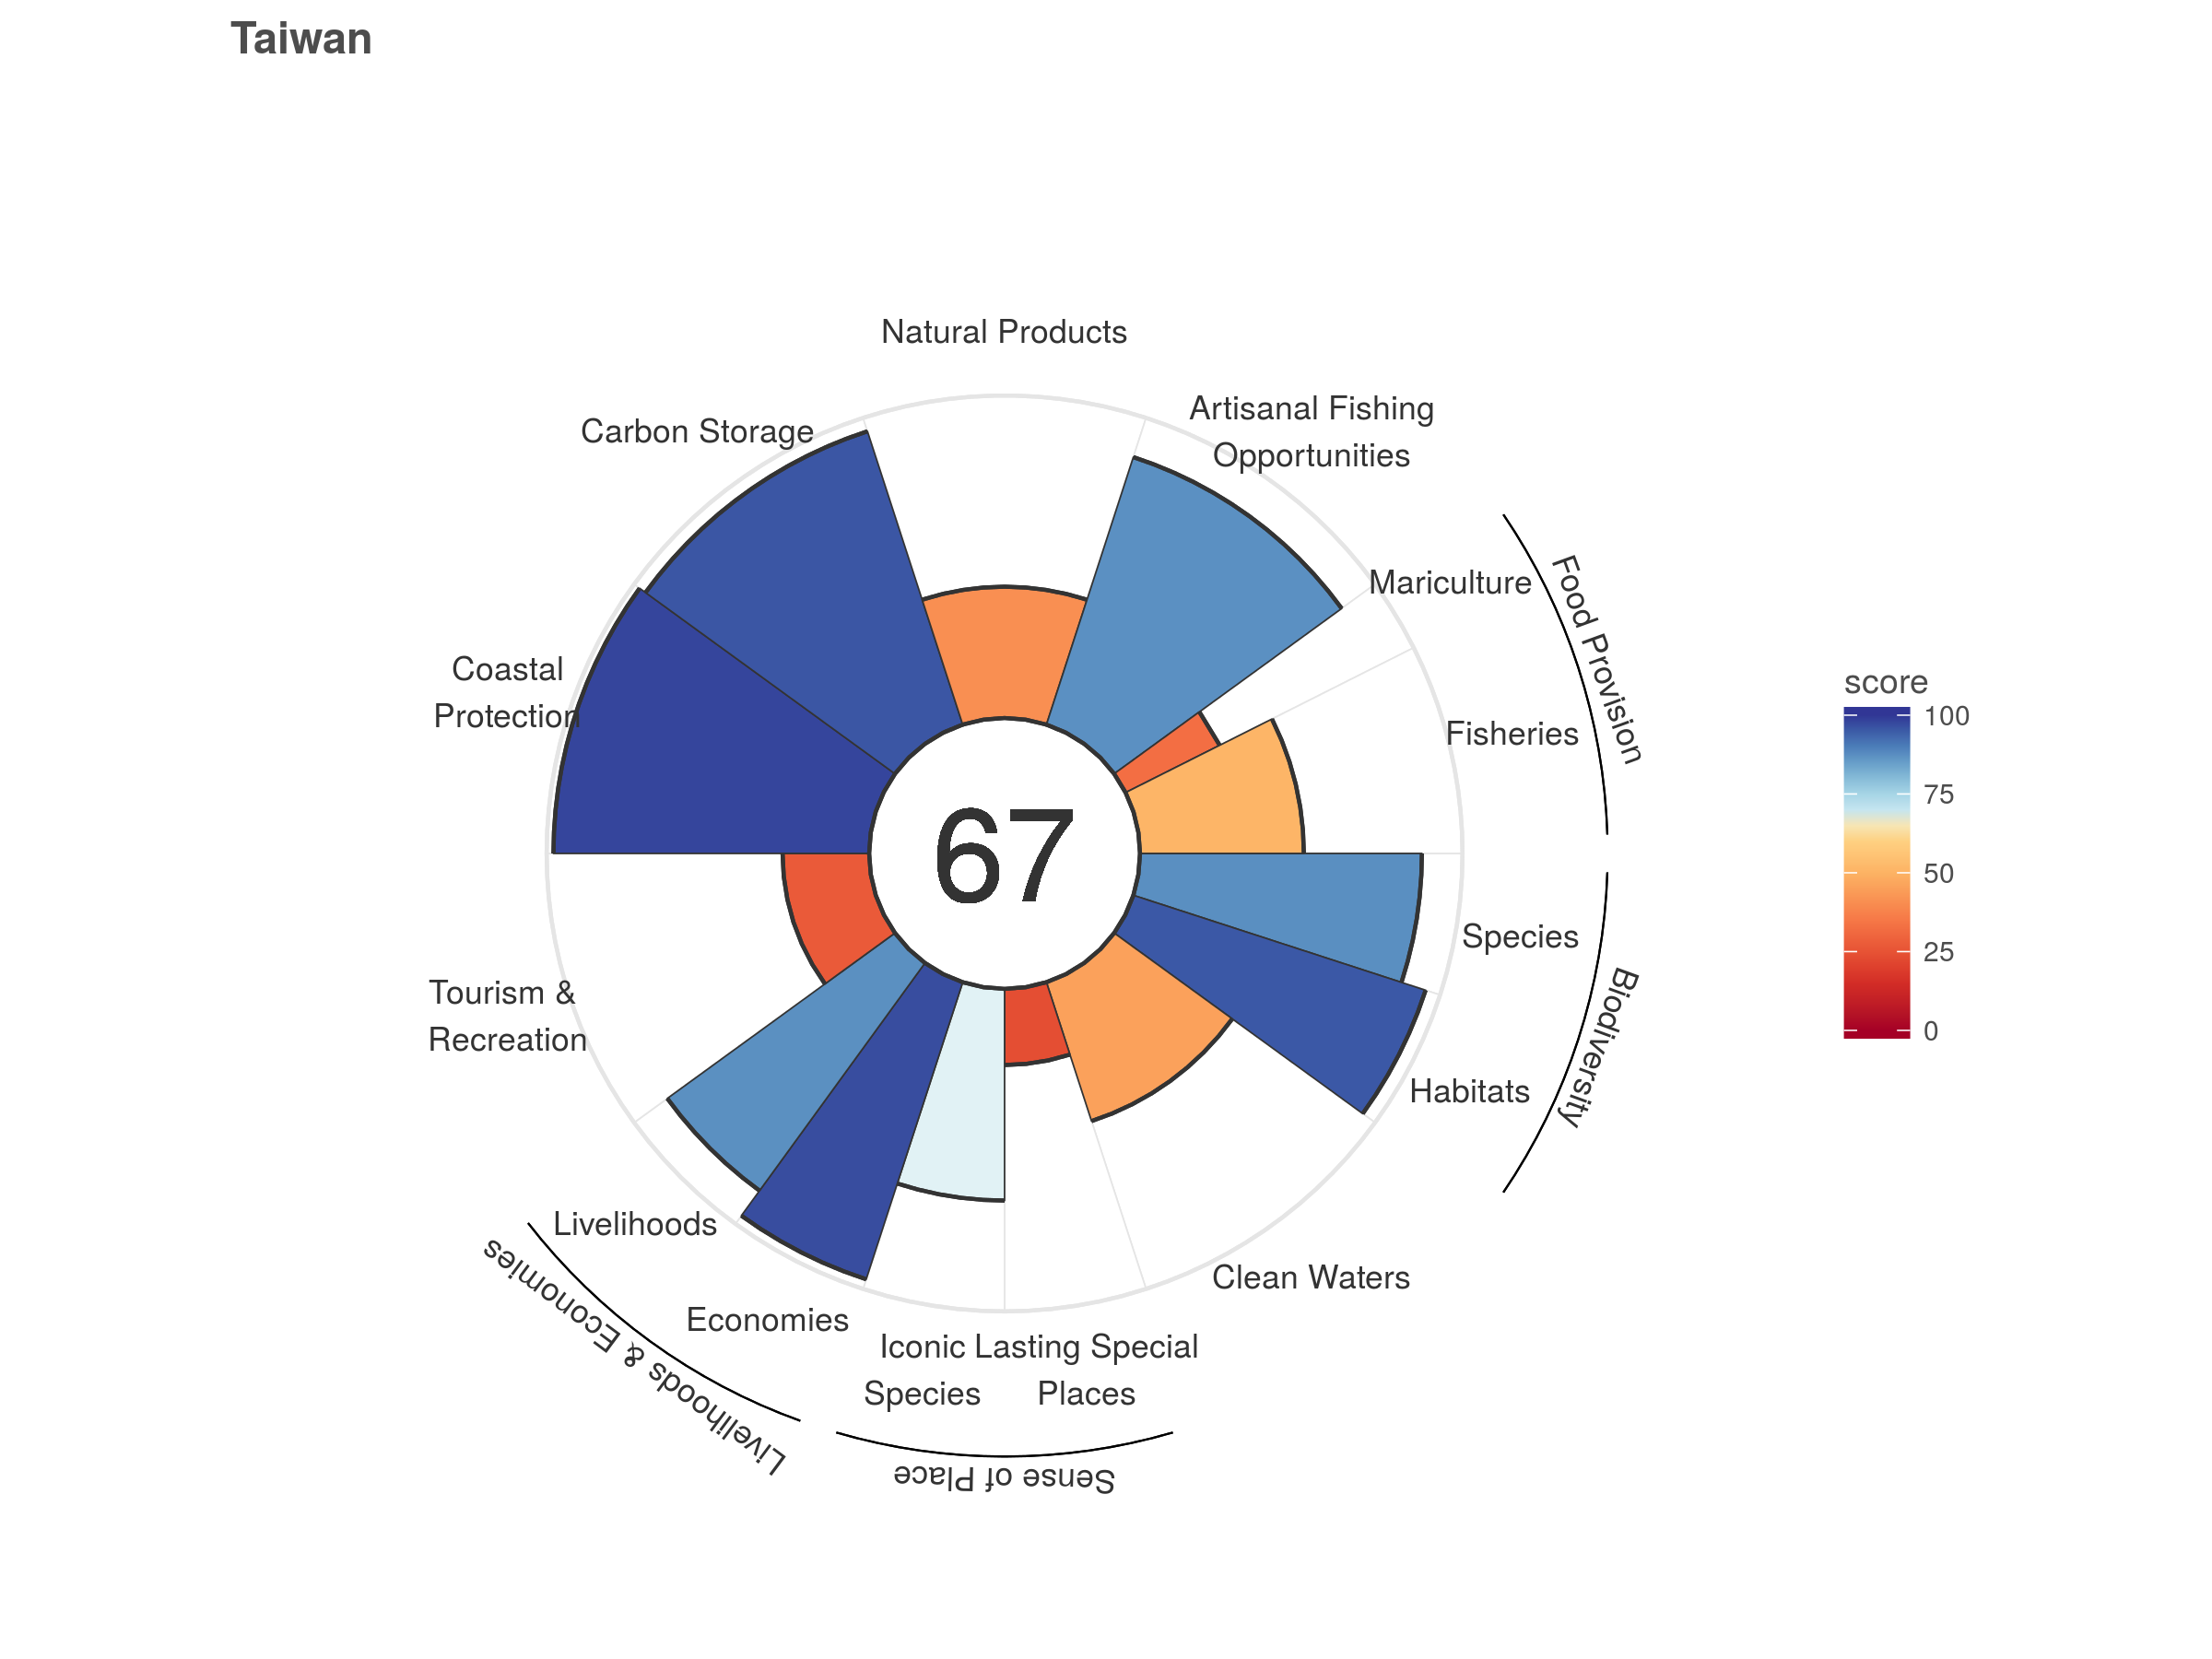 Taiwan
Natural Products
Artisanal Fishing
Opportunities
Carbon Storage
Mariculture
Food Provision
Coastal
Protection
Fisheries
score
100
75
50
25
0
67
Species
Biodiversity
Habitats
Tourism &
Recreation
Livelihoods
Clean Waters
Economies
Livelihoods & Economies
Iconic
Species
Lasting Special
Places
Sense of Place